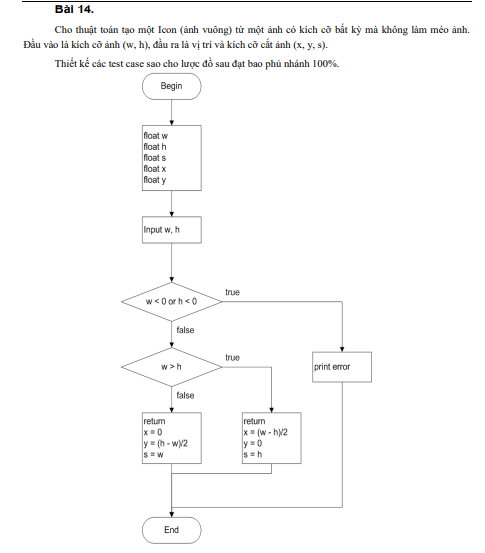 Bài 14.
Cho thuật toán tạo một Icon (ảnh vuông) từ một ảnh có kích cỡ bất kỳ mà không làm méo ảnh.
Đầu vào là kích cỡ ảnh (w, h), đầu ra là vị trí và kích cỡ cắt ảnh (x, y, s).
Thiết kế các test case sao cho lược đồ sau đạt bao phủ nhánh 100%.
Begin
float w
float h
float s
float x
float y
Input w, h
w < 0 or h < 0
true
false
w > h
true
false
print error
return
x = 0
y = (h - w)/2
s = w
return
x = (w - h)/2
y = 0
s = h
End